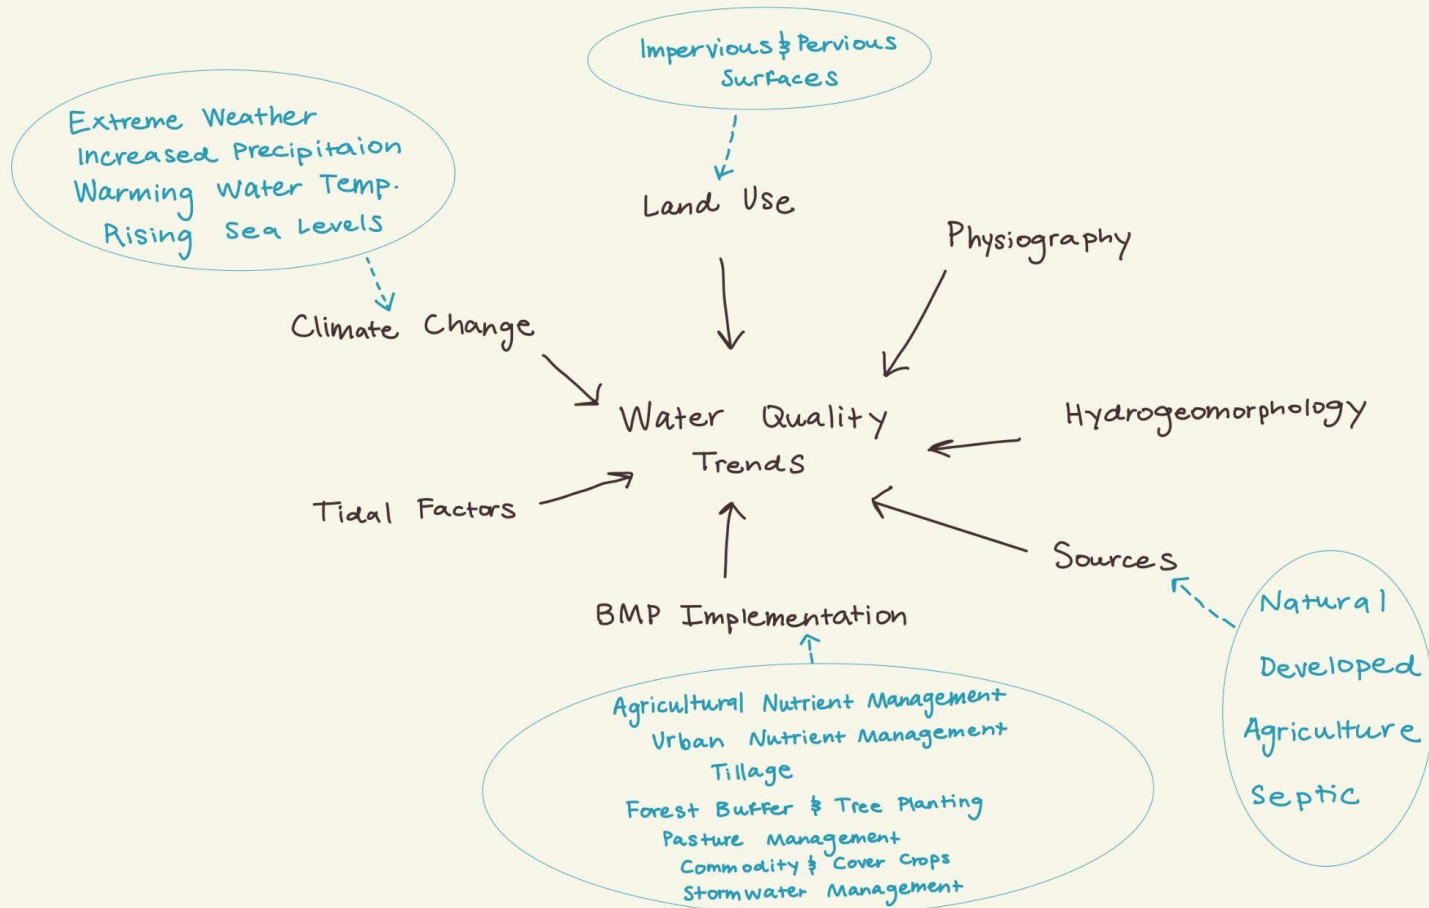 Impervious & Pervious
Surfaces
Extreme Weather
Increased Precipitaion
Warming Water Temp.
Rising Sea Levels
Land Use
Physiography
Climate Change
Water Quality
Trends
Hydrogeomorphology
Tidal Factors
Sources
BMP Implementation
Natural
Developed
Agriculture
Septic
Agricultural Nutrient Management
Urban Nutrient Management
Tillage
Forest Buffer & Tree Planting
Pasture Management
Commodity & Cover Crops
Stormwater Management